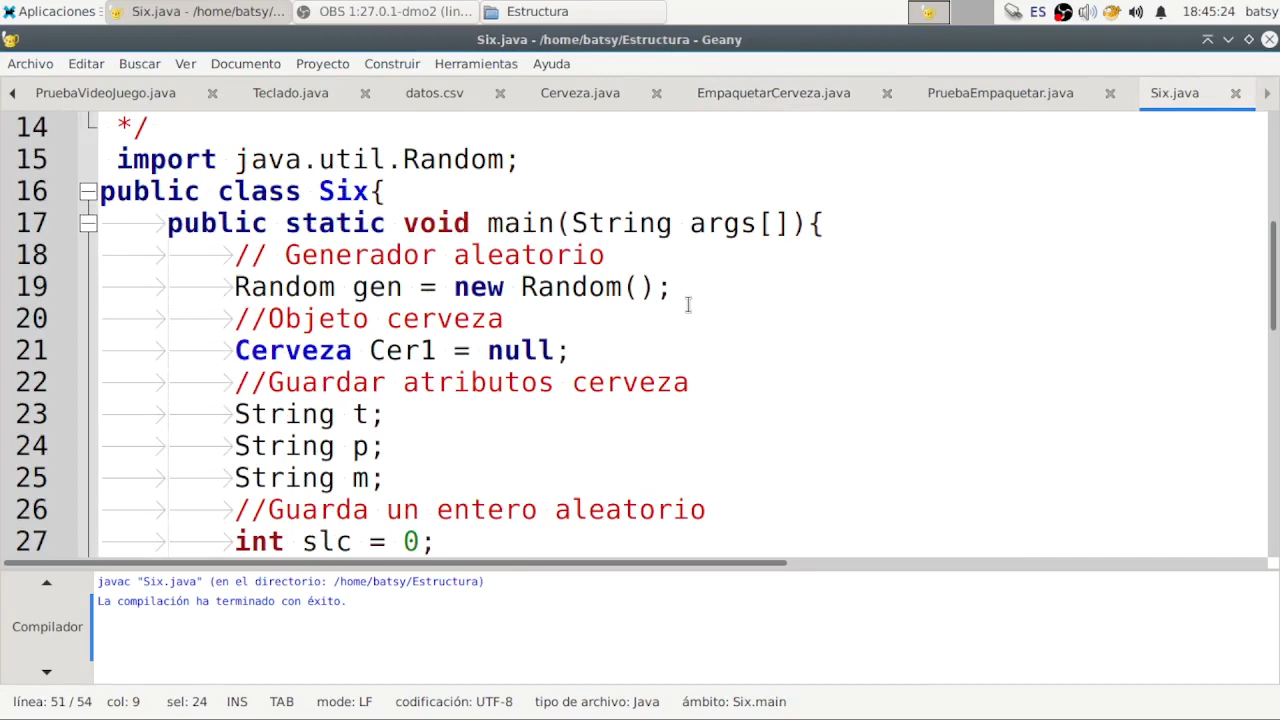 Aplicaciones Six.java - /home/batsy/... OBS 1:27.0.1-dmo2 (lin... Estructura ES 18:45:24 batsy
Six.java - /home/batsy/Estructura - Geany
Archivo Editar Buscar Ver Documento Proyecto Construir Herramientas Ayuda
PruebaVideoJuego.java Teclado.java datos.csv Cerveza.java EmpaquetarCerveza.java PruebaEmpaquetar.java Six.java
14 */
15 import java.util.Random;
16 public class Six{
17 public static void main(String args[]){
18 // Generador aleatorio
19 Random gen = new Random();
20 //Objeto cerveza
21 Cerveza Cer1 = null;
22 //Guardar atributos cerveza
23 String t;
24 String p;
25 String m;
26 //Guarda un entero aleatorio
27 int slc = 0;
javac "Six.java" (en el directorio: /home/batsy/Estructura)
La compilación ha terminado con éxito.
Compilador
línea: 51 / 54 col: 9 sel: 24 INS TAB mode: LF codificación: UTF-8 tipo de archivo: Java ámbito: Six.main